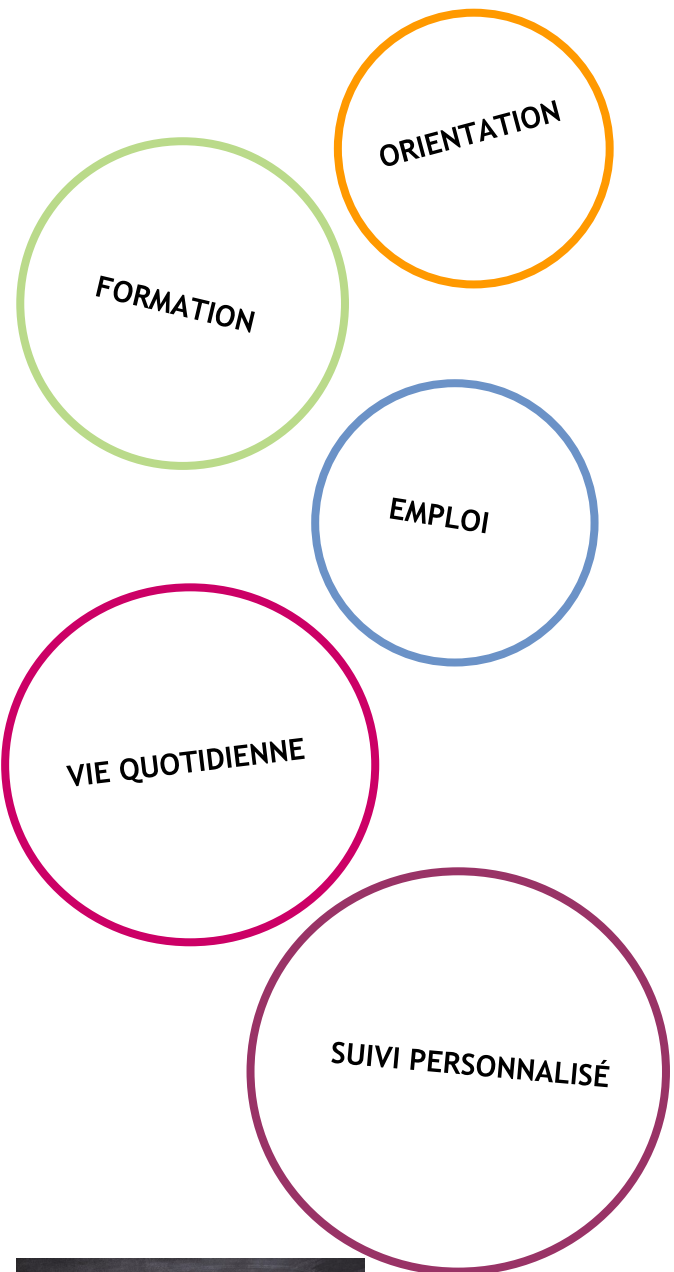 ORIENTATION
FORMATION
EMPLOI
VIE QUOTIDIENNE
SUIVI PERSONNALISÉ